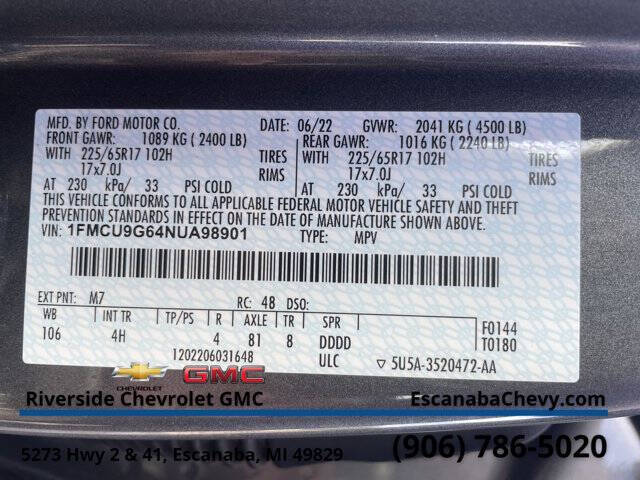 MFD. BY FORD MOTOR CO. DATE: 06/22 GVWR: 2041 KG ( 4500 LB)
FRONT GAWR: 1089 KG ( 2400 LB) REAR GAWR: 1016 KG ( 2240 LB)
WITH 225/65R17 102H TIRES WITH 225/65R17 102H TIRES
17x7.0J RIMS 17x7.0J RIMS
AT 230 kPa/ 33 PSI COLD AT 230 kPa/ 33 PSI COLD
THIS VEHICLE CONFORMS TO ALL APPLICABLE FEDERAL MOTOR VEHICLE SAFETY AND THEFT
PREVENTION STANDARDS IN EFFECT ON THE DATE OF MANUFACTURE SHOWN ABOVE.
VIN: 1FMCU9G64NUA98901 TYPE: MPV
EXT PNT: M7 RC: 48 DSO:
WB INT TR TP/PS R AXLE TR SPR F0144
106 4H 4 81 8 DDDD T0180
1202206031648 ULC ▽ 5U5A-3520472-AA
CHEVROLET GMC
Riverside Chevrolet GMC EscanabaChevy.com
5273 Hwy 2 & 41, Escanaba, MI 49829 (906) 786-5020